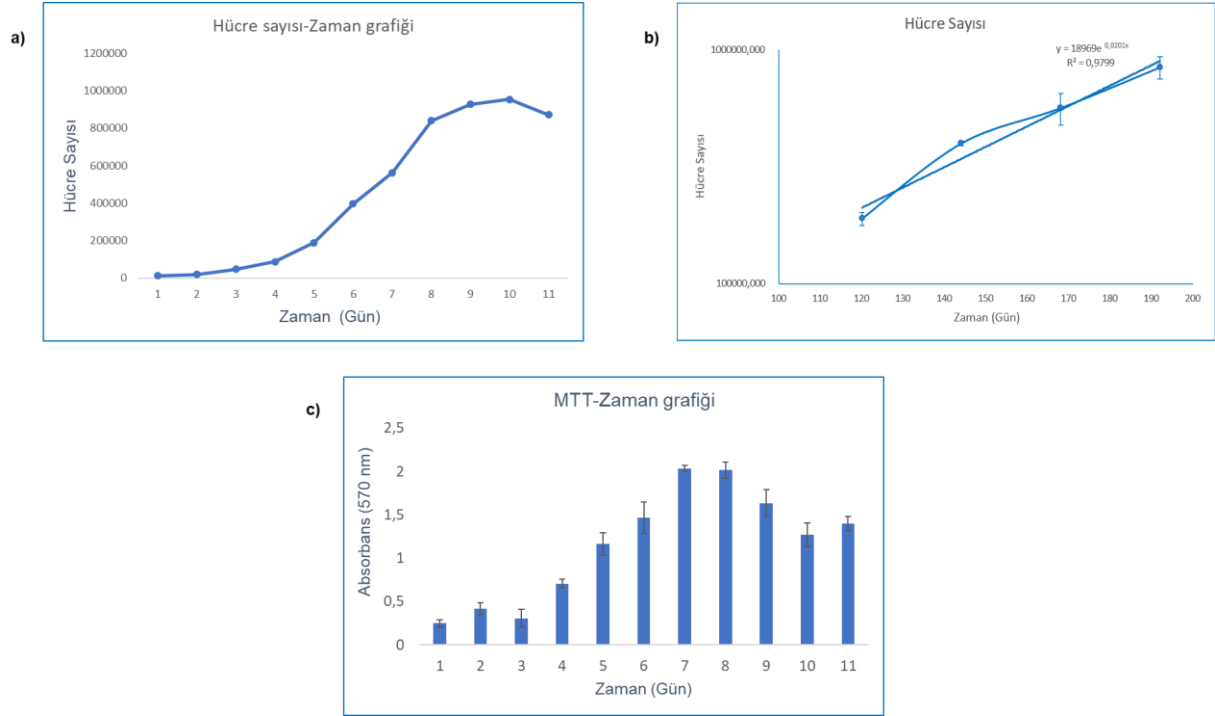 a)
Hücre sayısı-Zaman grafiği
1200000
1000000
800000
600000
400000
200000
0
Hücre Sayısı
1 2 3 4 5 6 7 8 9 10 11
Zaman (Gün)
b)
Hücre Sayısı
1000000,000
y = 18969e 0,0201x
R² = 0,9799
Hücre Sayısı
100000,000
100 110 120 130 140 150 160 170 180 190 200
Zaman (Gün)
c)
MTT-Zaman grafiği
2,5
2
1,5
1
0,5
0
Absorbans (570 nm)
1 2 3 4 5 6 7 8 9 10 11
Zaman (Gün)